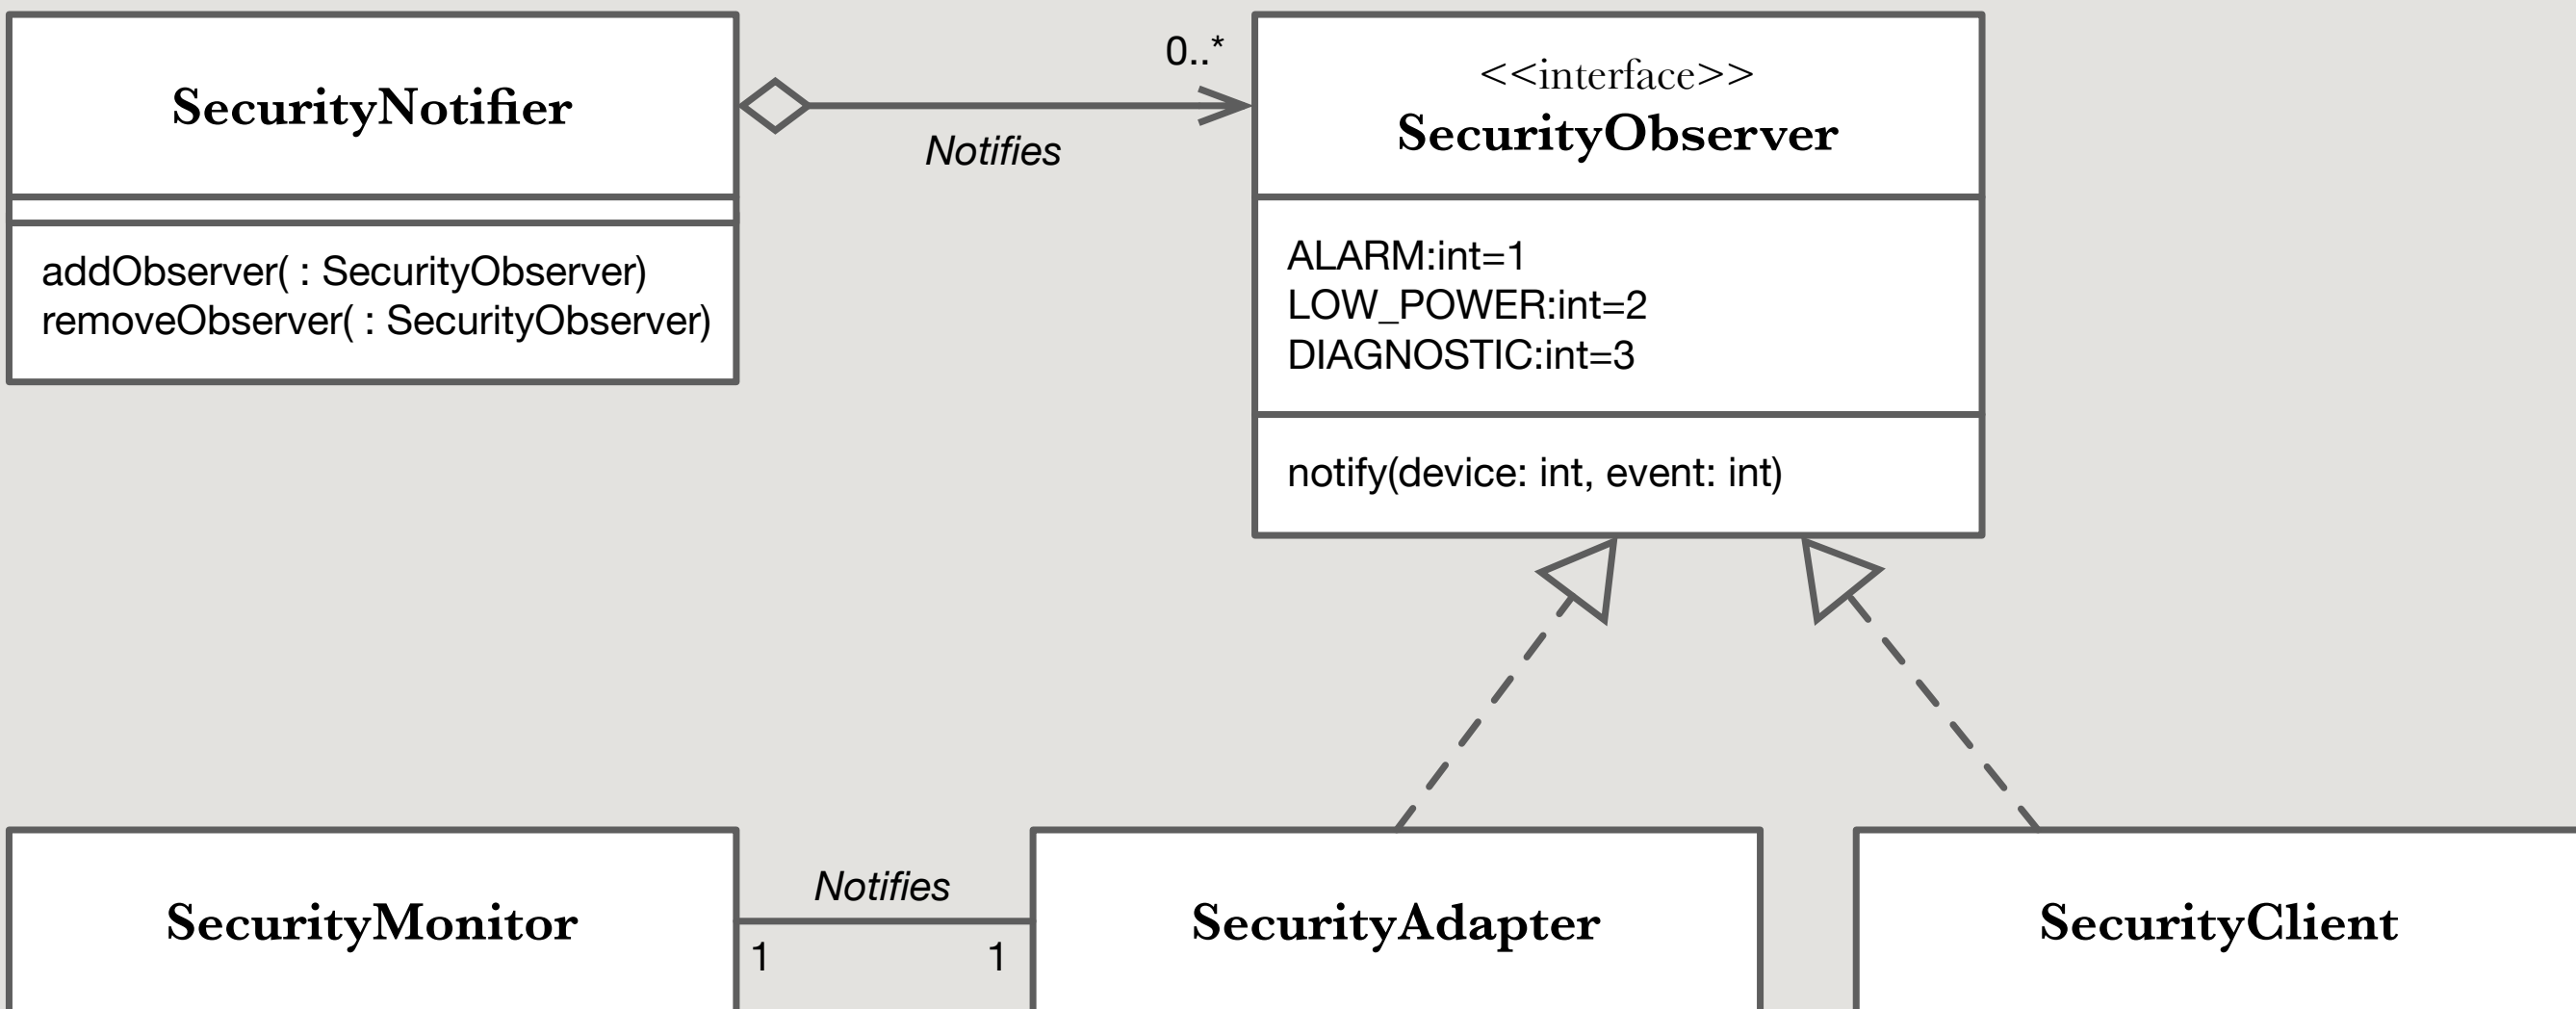 SecurityNotifier
addObserver( : SecurityObserver)
removeObserver( : SecurityObserver)
0..*
Notifies
<<interface>>
SecurityObserver
ALARM:int=1
LOW_POWER:int=2
DIAGNOSTIC:int=3
notify(device: int, event: int)
SecurityMonitor
Notifies
1
1
SecurityAdapter
SecurityClient